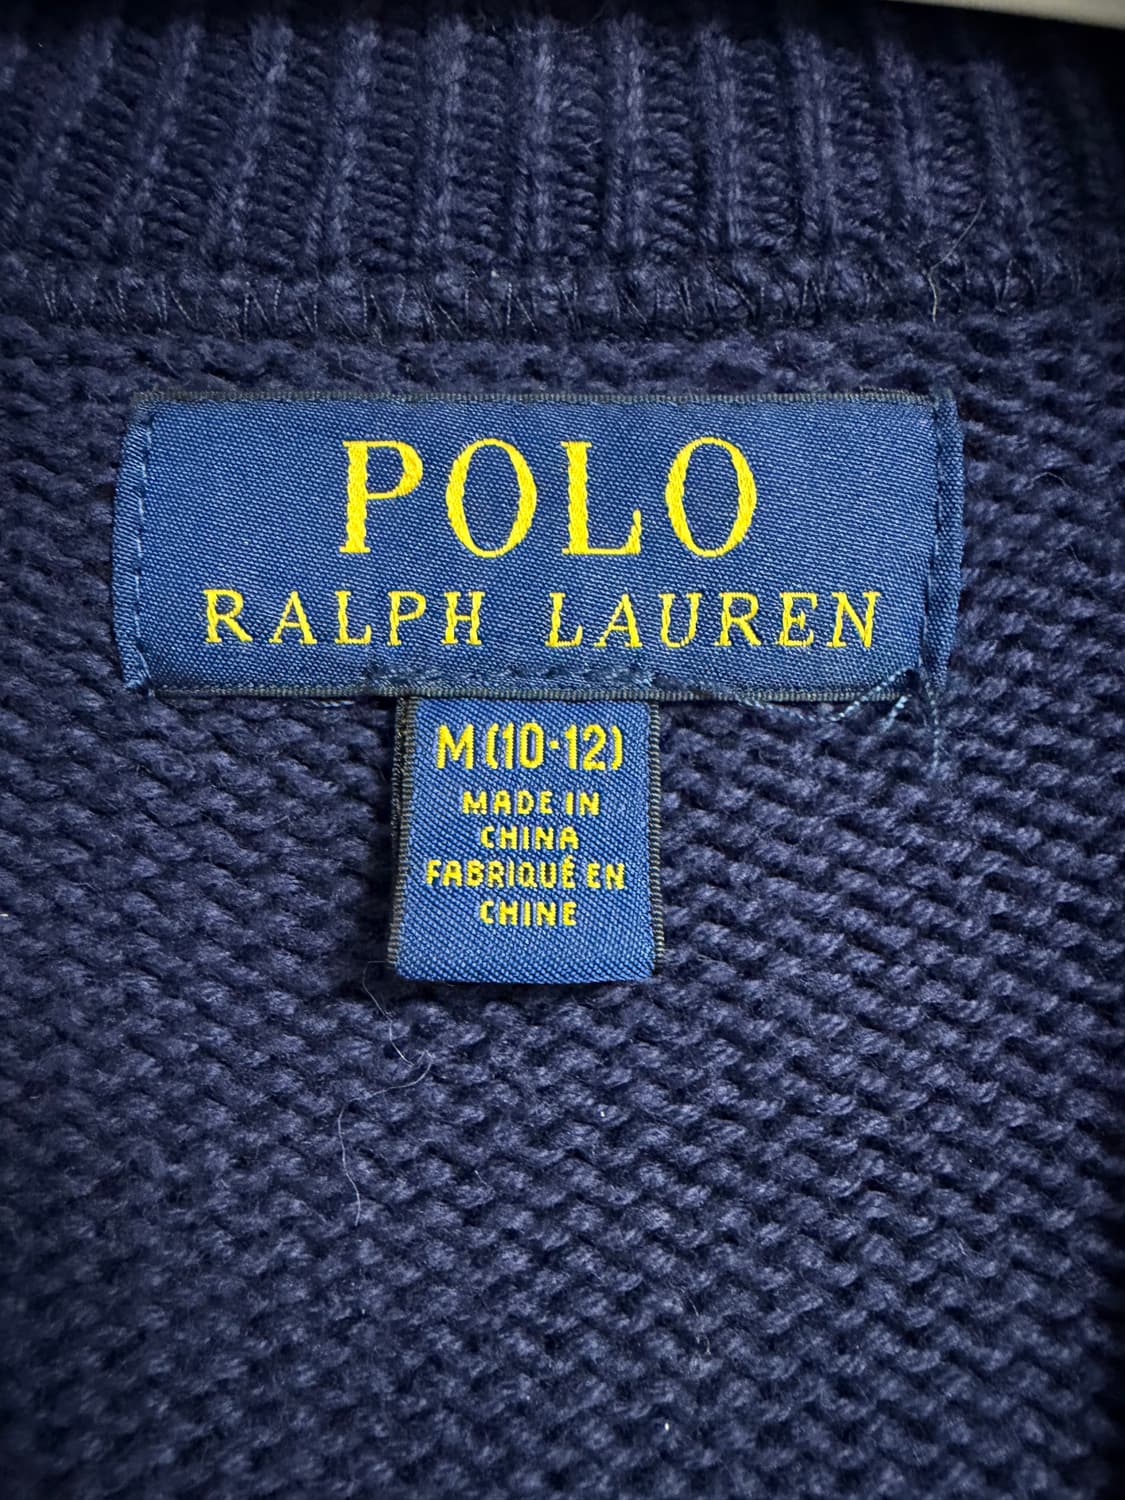 POLO
RALPH LAUREN
M(10-12)
MADE IN
CHINA
FABRIQUÉ EN
CHINE